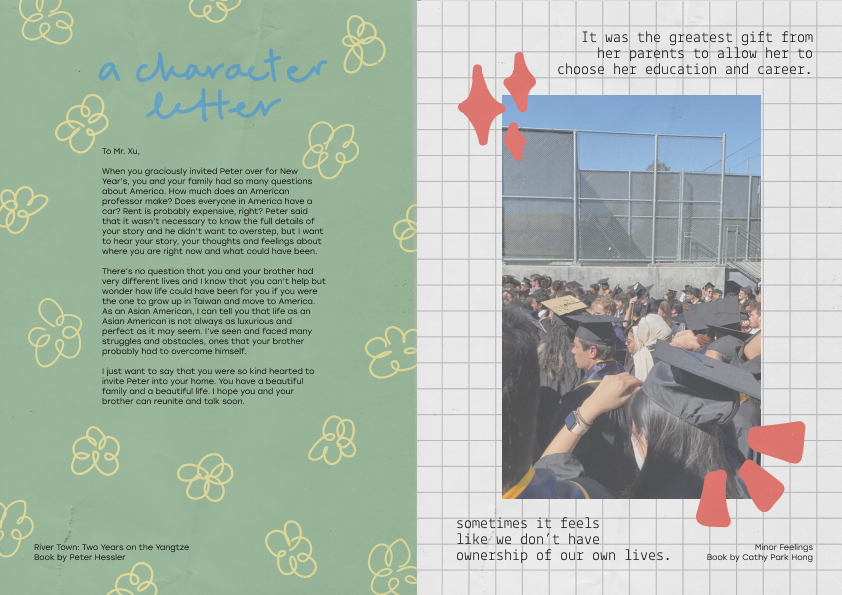 a character
letter
To Mr. Xu,
When you graciously invited Peter over for New
Year's, you and your family had so many questions
about America. How much does an American
professor make? Does everyone in America have a
car? Rent is probably expensive, right? Peter said
that it wasn't necessary to know the full details of
your story and he didn't want to overstep, but I want
to hear your story, your thoughts and feelings about
where you are right now and what could have been.
There's no question that you and your brother had
very different lives and I know that you can't help but
wonder how life could have been for you if you were
the one to grow up in Taiwan and move to America.
As an Asian American, I can tell you that life as an
Asian American is not always as luxurious and
perfect as it may seem. I've seen and faced many
struggles and obstacles, ones that your brother
probably had to overcome himself.
I just want to say that you were so kind hearted to
invite Peter into your home. You have a beautiful
family and a beautiful life. I hope you and your
brother can reunite and talk soon.
River Town: Two Years on the Yangtze
Book by Peter Hessler
It was the greatest gift from
her parents to allow her to
choose her education and career.
sometimes it feels
like we don't have
ownership of our own lives.
Minor Feelings
Book by Cathy Park Hong